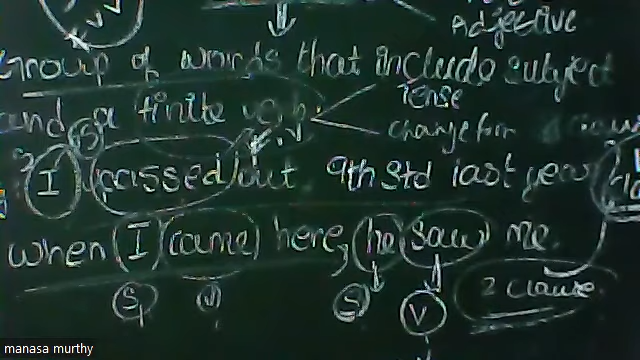 Adjective
Group of words that include subject
and a finite verb
Tense
change form
S
I passed out 9th Std last year
when I came here, he saw me.
S V S V
2 clause.
manasa murthy